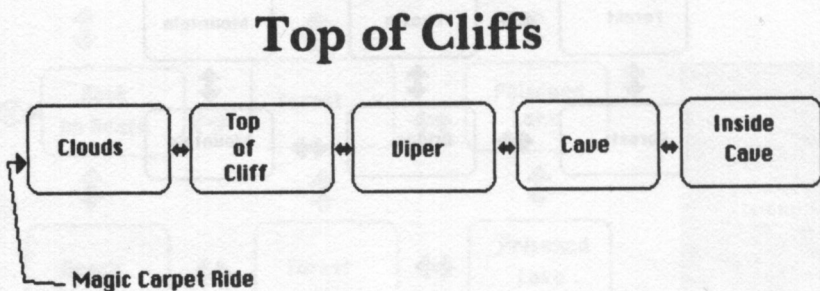 Top of Cliffs
Clouds
Top
of
Cliff
Viper
Cave
Inside
Cave
Magic Carpet Ride